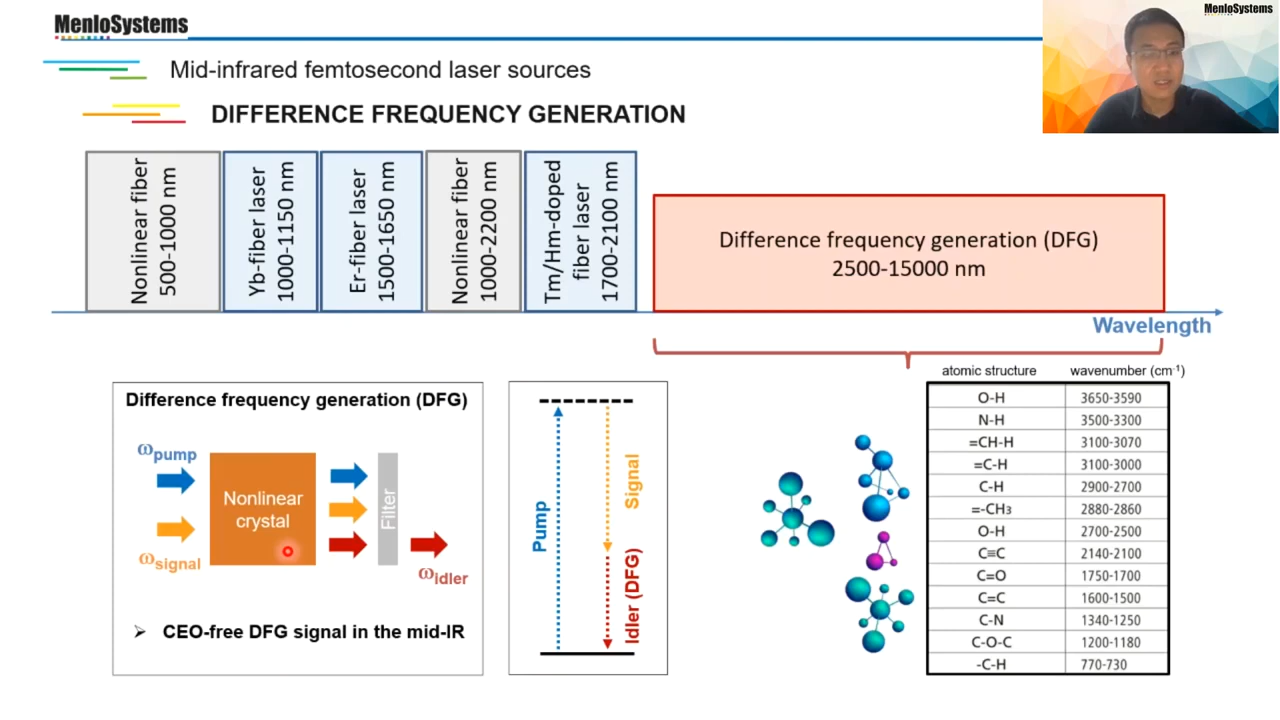 MenloSystems
MenloSystems
Mid-infrared femtosecond laser sources
DIFFERENCE FREQUENCY GENERATION
Nonlinear fiber
500-1000 nm
Yb-fiber laser
1000-1150 nm
Er-fiber laser
1500-1650 nm
Nonlinear fiber
1000-2200 nm
Tm/Hm-doped
fiber laser
1700-2100 nm
Difference frequency generation (DFG)
2500-15000 nm
Wavelength
Difference frequency generation (DFG)
ωpump
ωsignal
Nonlinear
crystal
Filter
ωidler
➢ CEO-free DFG signal in the mid-IR
Pump
Signal
Idler (DFG)
atomic structure wavenumber (cm⁻¹)
O-H 3650-3590
N-H 3500-3300
=CH-H 3100-3070
=C-H 3100-3000
C-H 2900-2700
=-CH₃ 2880-2860
O-H 2700-2500
C≡C 2140-2100
C=O 1750-1700
C=C 1600-1500
C-N 1340-1250
C-O-C 1200-1180
-C-H 770-730